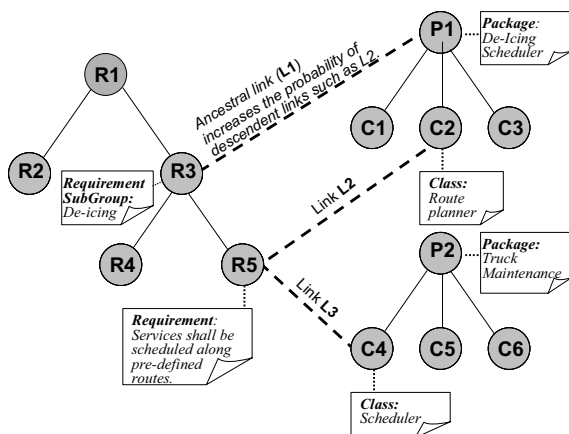 R1
R2
R3
R4
R5
Requirement
SubGroup:
De-icing
Requirement:
Services shall be
scheduled along
pre-defined
routes.
Ancestral link (L1)
increases the probability of
descendent links such as L2.
Link L2
Link L3
P1
C1
C2
C3
Package:
De-Icing
Scheduler
Class:
Route
planner
P2
C4
C5
C6
Package:
Truck
Maintenance
Class:
Scheduler